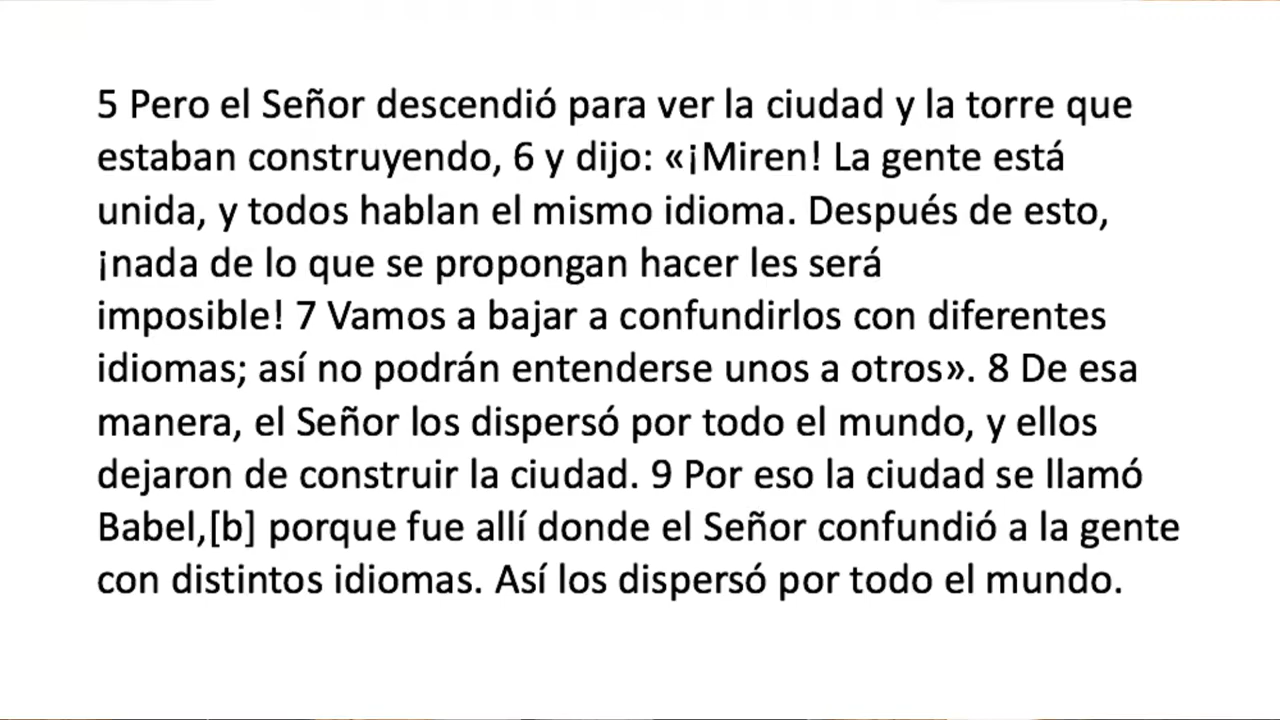 5 Pero el Señor descendió para ver la ciudad y la torre que
estaban construyendo, 6 y dijo: «¡Miren! La gente está
unida, y todos hablan el mismo idioma. Después de esto,
¡nada de lo que se propongan hacer les será
imposible! 7 Vamos a bajar a confundirlos con diferentes
idiomas; así no podrán entenderse unos a otros». 8 De esa
manera, el Señor los dispersó por todo el mundo, y ellos
dejaron de construir la ciudad. 9 Por eso la ciudad se llamó
Babel,[b] porque fue allí donde el Señor confundió a la gente
con distintos idiomas. Así los dispersó por todo el mundo.